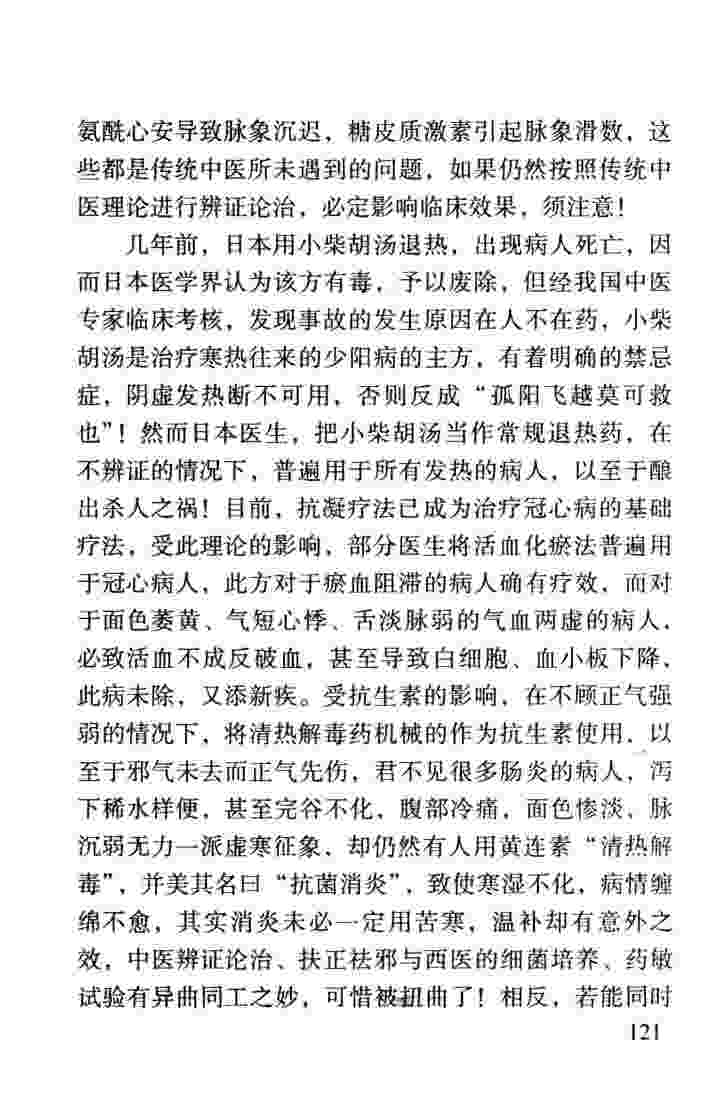 氨酰心安导致脉象沉迟、糖皮质激素引起脉象滑数，这
些都是传统中医所未遇到的问题，如果仍然按照传统中
医理论进行辨证论治，必定影响临床效果，须注意！
几年前，日本用小柴胡汤退热，出现病人死亡，因
而日本医学界认为该方有毒，予以废除，但经我国中医
专家临床考核，发现事故的发生原因在人不在药，小柴
胡汤是治疗寒热往来的少阳病的主方，有着明确的禁忌
症，阴虚发热断不可用，否则反成“孤阳飞越莫可救
也”！然而日本医生，把小柴胡汤当作常规退热药，在
不辨证的情况下，普遍用于所有发热的病人，以至于酿
出杀人之祸！目前，抗凝疗法已成为治疗冠心病的基础
疗法，受此理论的影响，部分医生将活血化瘀法普遍用
于冠心病人，此方对于瘀血阻滞的病人确有疗效，而对
于面色萎黄、气短心悸、舌淡脉弱的气血两虚的病人，
必致活血不成反破血，甚至导致白细胞、血小板下降，
此病未除，又添新疾。受抗生素的影响，在不顾正气强
弱的情况下，将清热解毒药机械的作为抗生素使用，以
至于邪气未去而正气先伤，君不见很多肠炎的病人，泻
下稀水样便，甚至完谷不化，腹部冷痛，面色惨淡、脉
沉弱无力一派虚寒征象、却仍然有人用黄连素“清热解
毒”，并美其名曰“抗菌消炎”，致使寒湿不化，病情缠
绵不愈，其实消炎未必一定用苦寒，温补却有意外之
效，中医辨证论治、扶正祛邪与西医的细菌培养、药敏
试验有异曲同工之妙，可惜被扭曲了！相反，若能同时
121